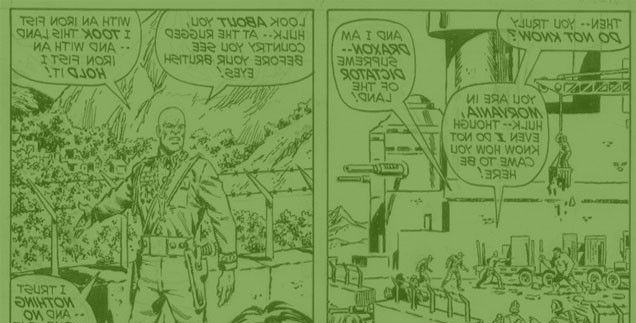 THEN-- YOU TRULY
DO NOT KNOW?
YOU ARE IN
MORVANIA,
HULK--THOUGH
EVEN I DO NOT
KNOW HOW YOU
CAME TO BE
HERE!
AND I AM
DRAXON--
SUPREME
DICTATOR
OF THE
LAND!
LOOK ABOUT YOU,
HULK--
AT THE RUGGED
COUNTRY YOU SEE
BEFORE YOUR BRUTISH
EYES!
WITH AN IRON FIST
I TOOK THIS LAND
-- AND WITH AN
IRON FIST I
HOLD IT!
I TRUST
NOTHING
AND NO